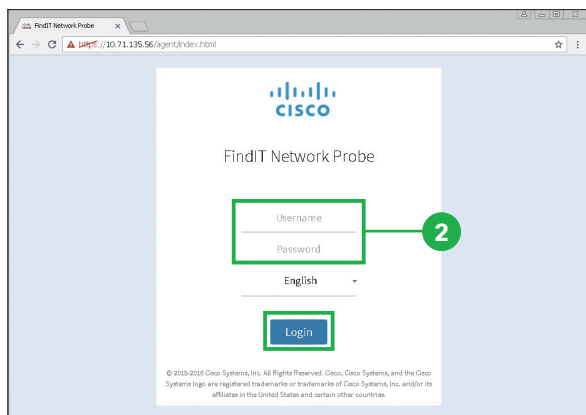 FindIT Network Probe
https://10.71.135.56/agent/index.html
CISCO
FindIT Network Probe
Username
Password
2
English
Login
© 2015-2016 Cisco Systems, Inc. All Rights Reserved. Cisco, Cisco Systems, and the Cisco
Systems logo are registered trademarks or trademarks of Cisco Systems, Inc. and/or its
affiliates in the United States and certain other countries.